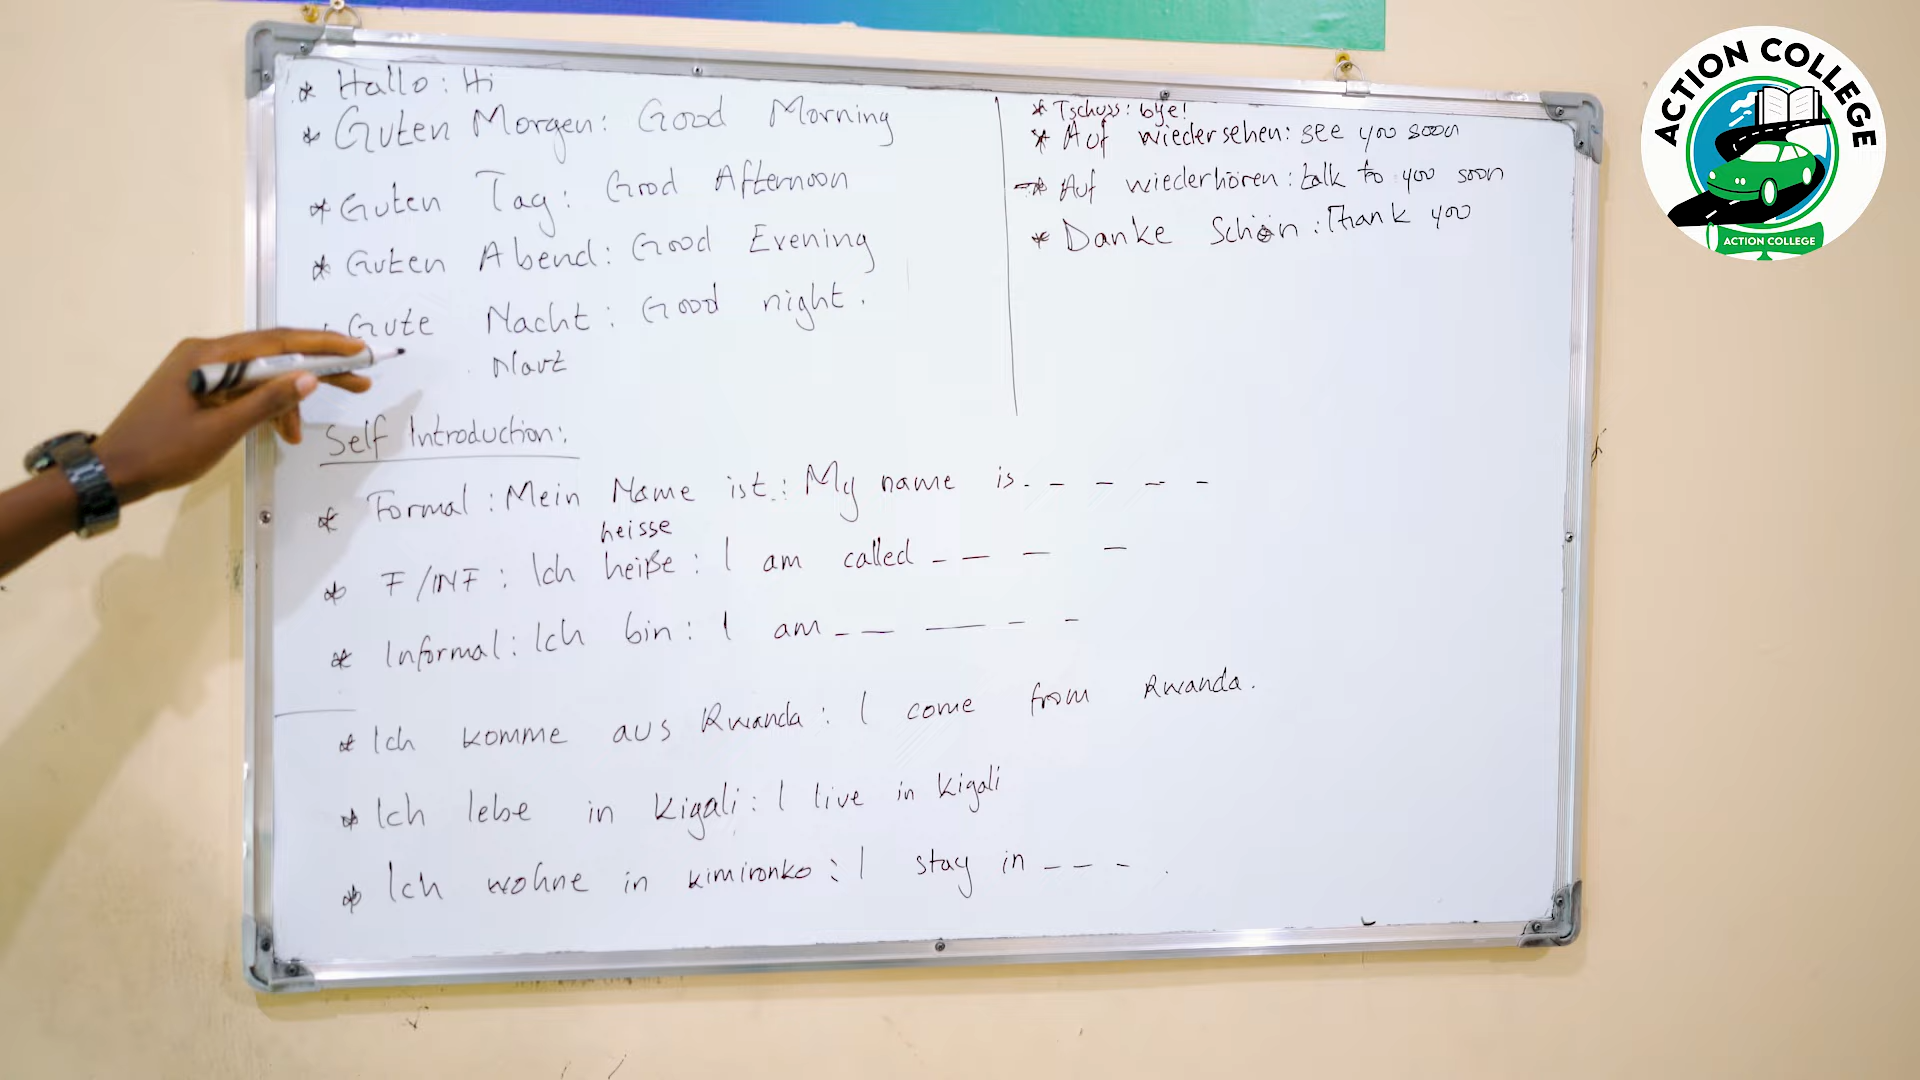 * Hallo: Hi
* Guten Morgen: Good Morning
* Guten Tag: Good Afternoon
* Guten Abend: Good Evening
* Gute Nacht: Good night.
* Tschuss: bye!
* Auf wiedersehen: see you soon
* Auf wiederhören: talk to you soon
* Danke Schön: Thank you
Self Introduction:
* Formal: Mein Name ist.: My name is. _ _ _ _
heisse
* F/INF: Ich heiße: I am called _ _ _ _
* Informal: Ich bin: I am _ _ _ _ _
* Ich komme aus Rwanda: I come from Rwanda.
* Ich lebe in Kigali: I live in Kigali
* Ich wohne in kimironko: I stay in _ _ _ .
ACTION COLLEGE
ACTION COLLEGE